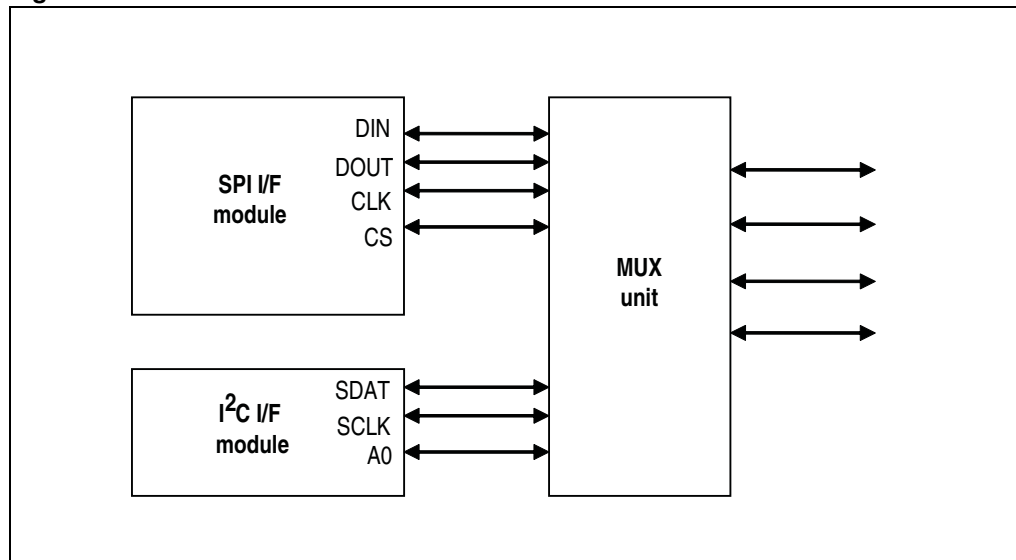 SPI I/F
module
DIN
DOUT
CLK
CS
MUX
unit
I²C I/F
module
SDAT
SCLK
A0